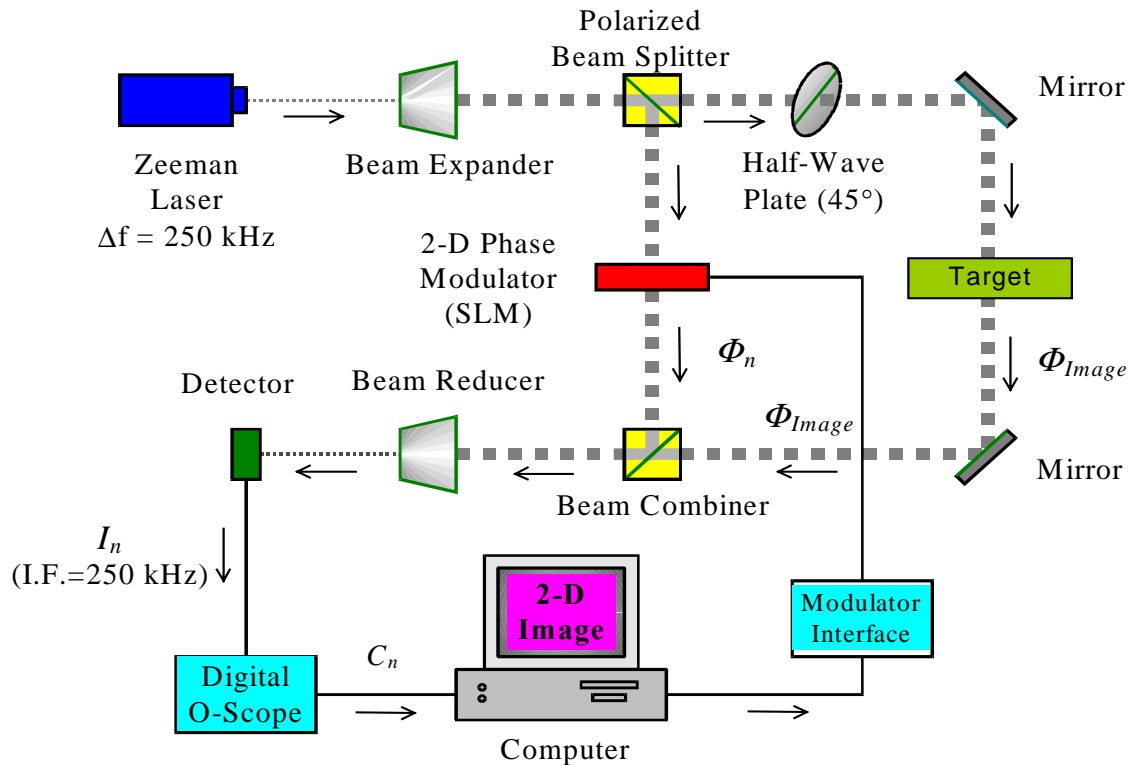 Polarized
Beam Splitter
Mirror
Zeeman
Laser
Δf = 250 kHz
Beam Expander
Half-Wave
Plate (45°)
2-D Phase
Modulator
(SLM)
Target
Φn
ΦImage
Detector
Beam Reducer
ΦImage
Mirror
Beam Combiner
In
(I.F.=250 kHz)
2-D
Image
Modulator
Interface
Cn
Digital
O-Scope
Computer